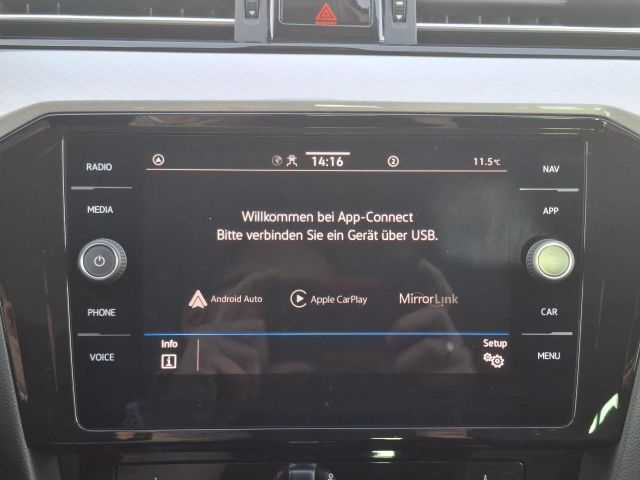 RADIO
MEDIA
PHONE
VOICE
14:16
2
11.5°C
Willkommen bei App-Connect
Bitte verbinden Sie ein Gerät über USB.
Android Auto
Apple CarPlay
MirrorLink
Info
Setup
NAV
APP
CAR
MENU